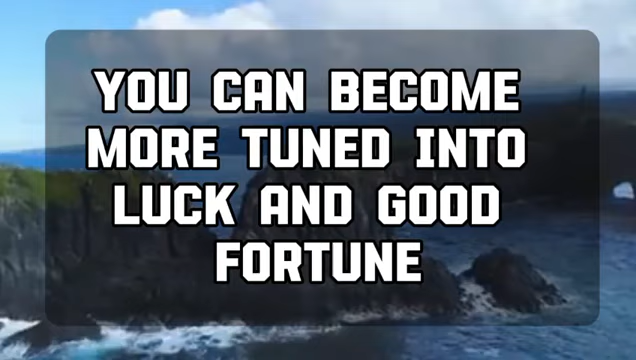 YOU CAN BECOME
MORE TUNED INTO
LUCK AND GOOD
FORTUNE